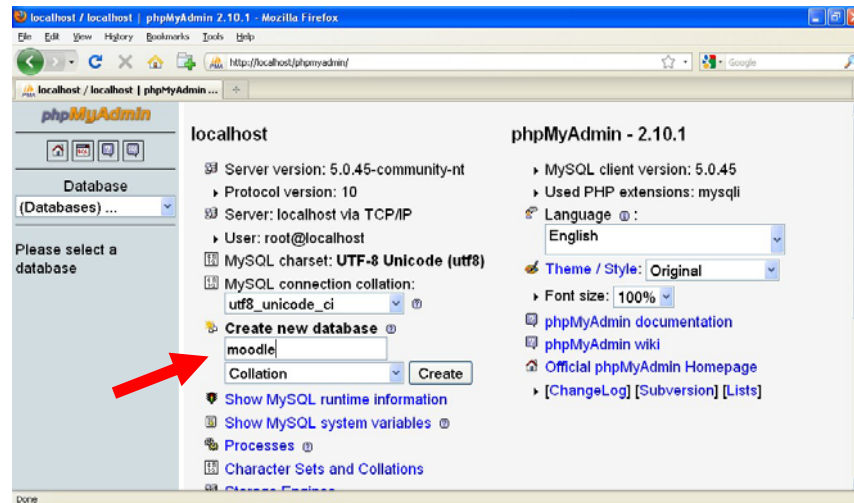 localhost / localhost | phpMyAdmin 2.10.1 - Mozilla Firefox
File Edit View History Bookmarks Tools Help
http://localhost/phpmyadmin/
Google
localhost / localhost | phpMyAdmin ...
phpMyAdmin
Database
(Databases) ...
Please select a
database
localhost
Server version: 5.0.45-community-nt
Protocol version: 10
Server: localhost via TCP/IP
User: root@localhost
MySQL charset: UTF-8 Unicode (utf8)
MySQL connection collation:
utf8_unicode_ci
Create new database
moodle
Collation
Create
Show MySQL runtime information
Show MySQL system variables
Processes
Character Sets and Collations
Storage Engines
phpMyAdmin - 2.10.1
MySQL client version: 5.0.45
Used PHP extensions: mysqli
Language :
English
Theme / Style: Original
Font size: 100%
phpMyAdmin documentation
phpMyAdmin wiki
Official phpMyAdmin Homepage
[ChangeLog] [Subversion] [Lists]
Done